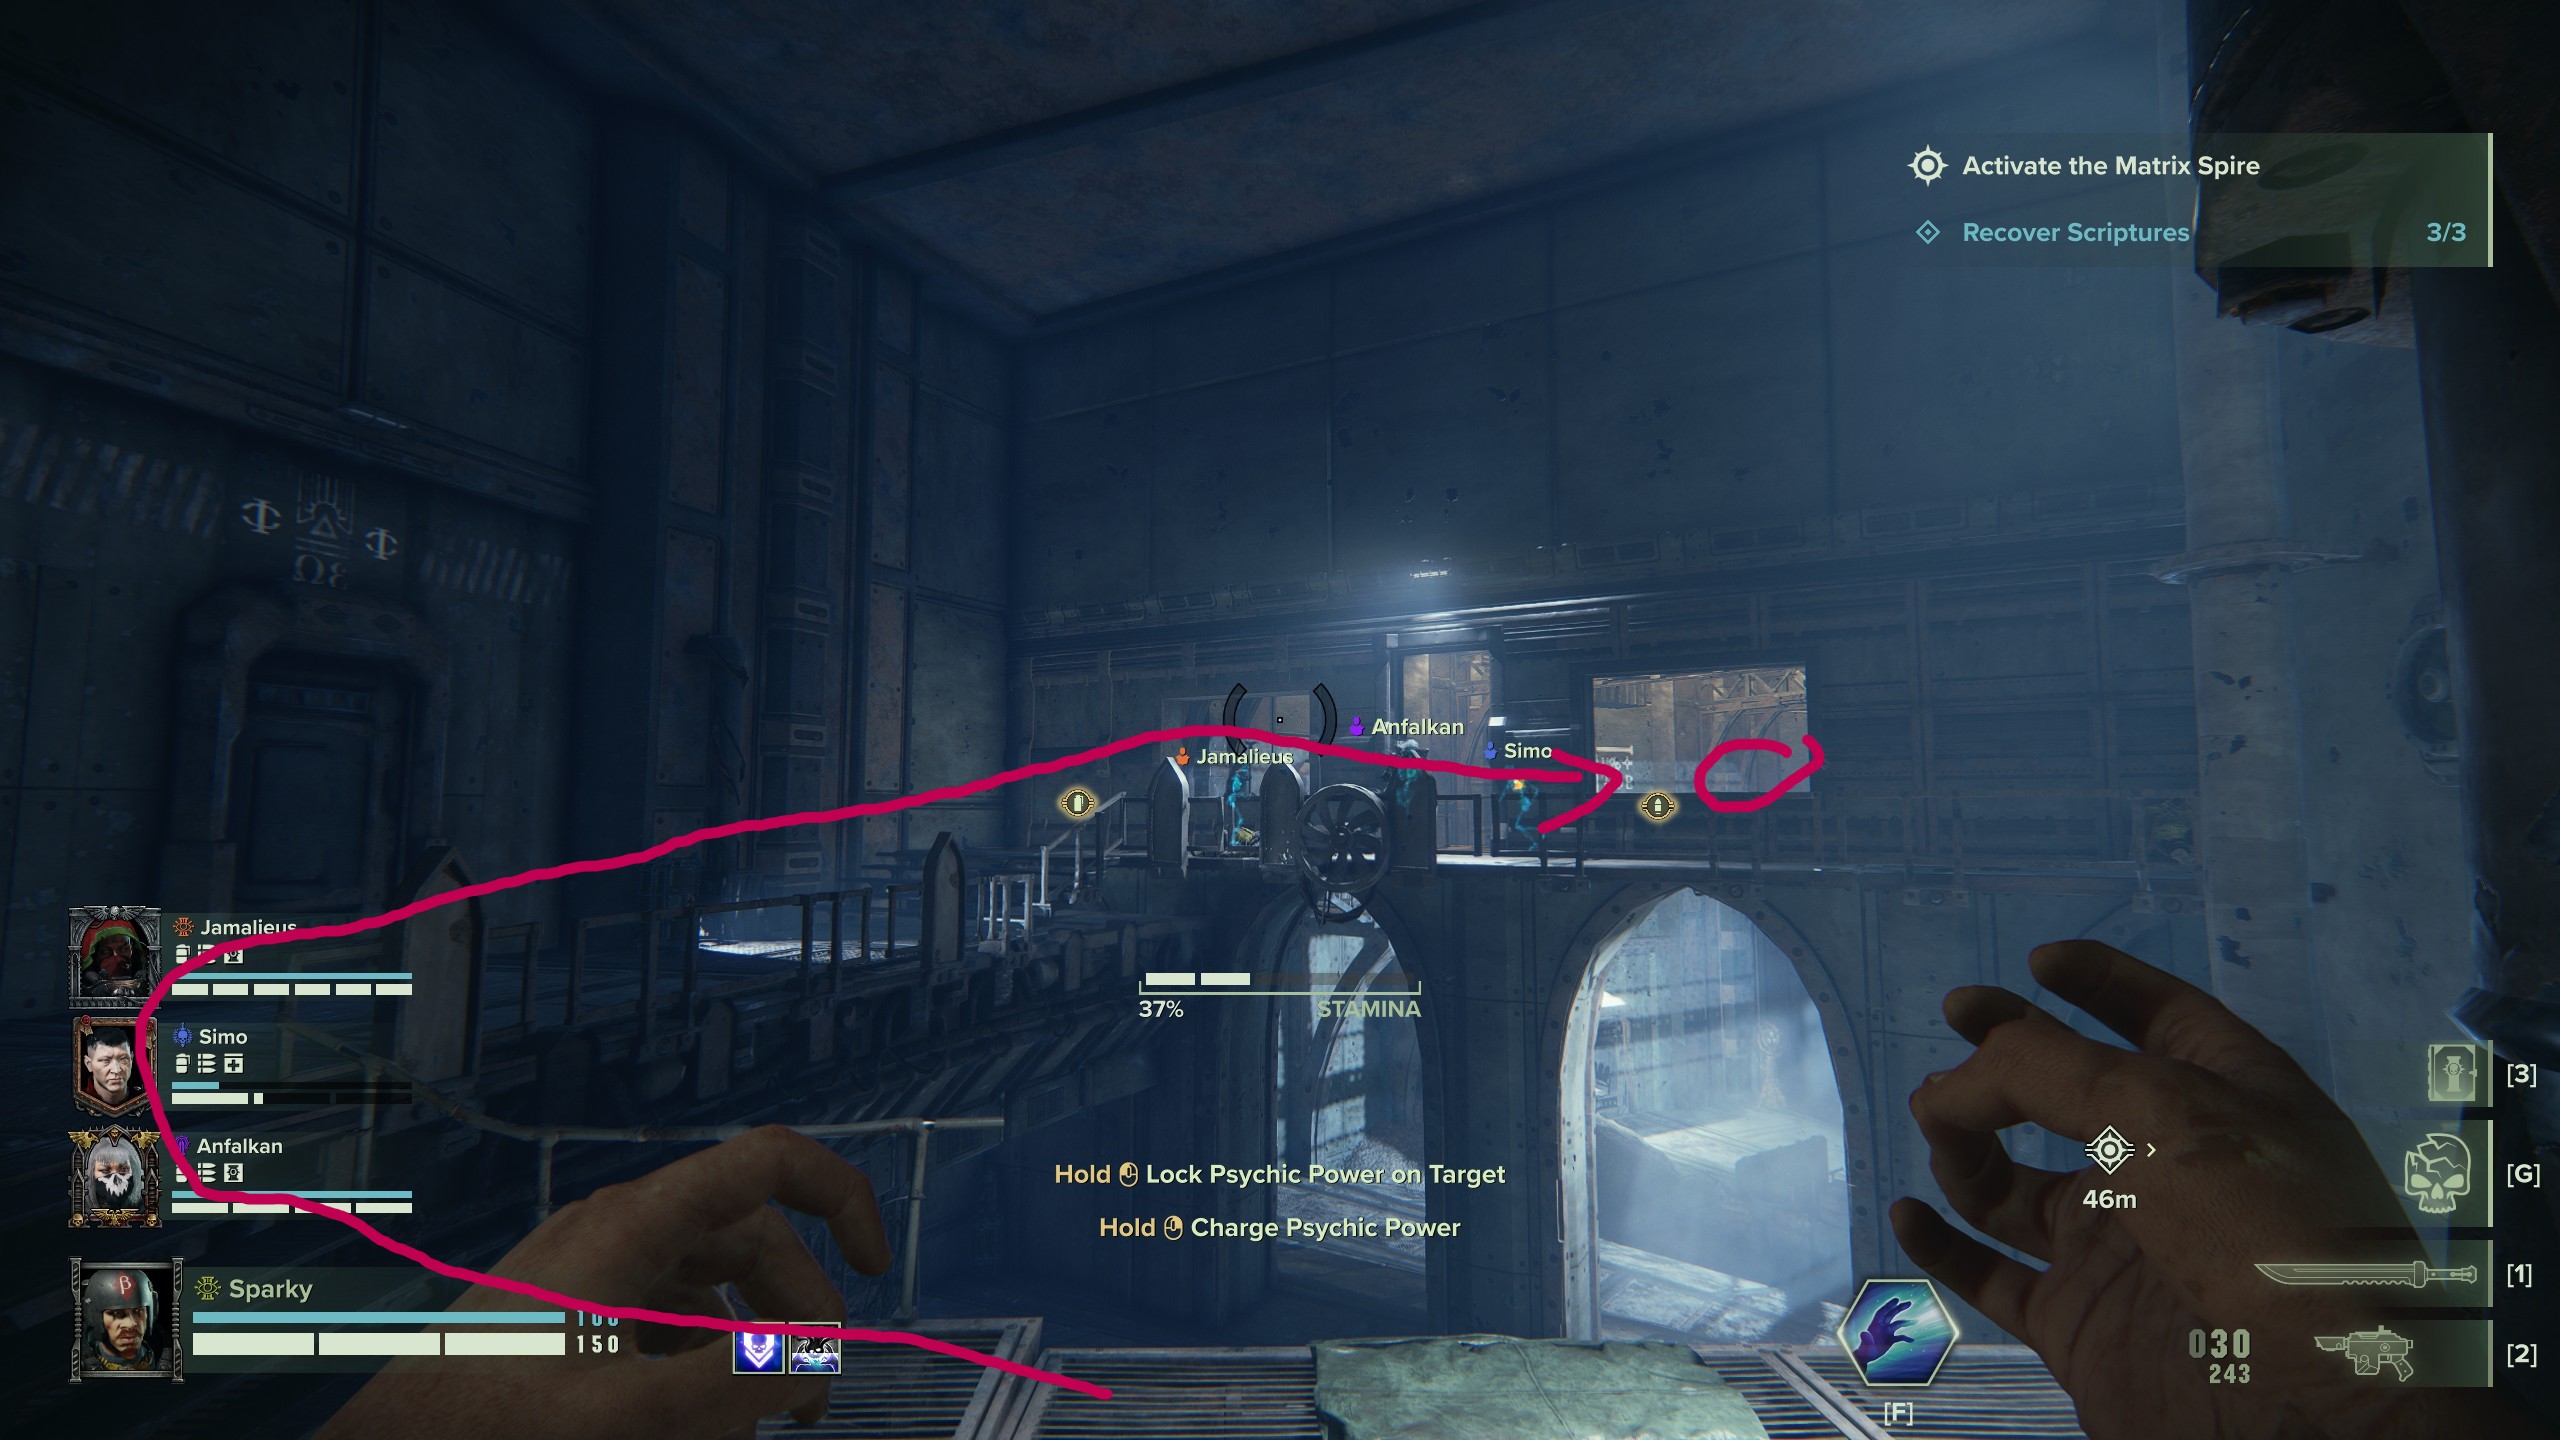 Activate the Matrix Spire
Recover Scriptures 3/3
Φ Φ
Anfalkan
Simo
Jamalieus
Jamalieus
37% STAMINA
Simo
Anfalkan
Hold Lock Psychic Power on Target
Hold Charge Psychic Power
46m
[3]
[G]
[1]
β
Sparky
100
150
030
243
[2]
[F]